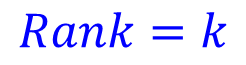 Rank = k